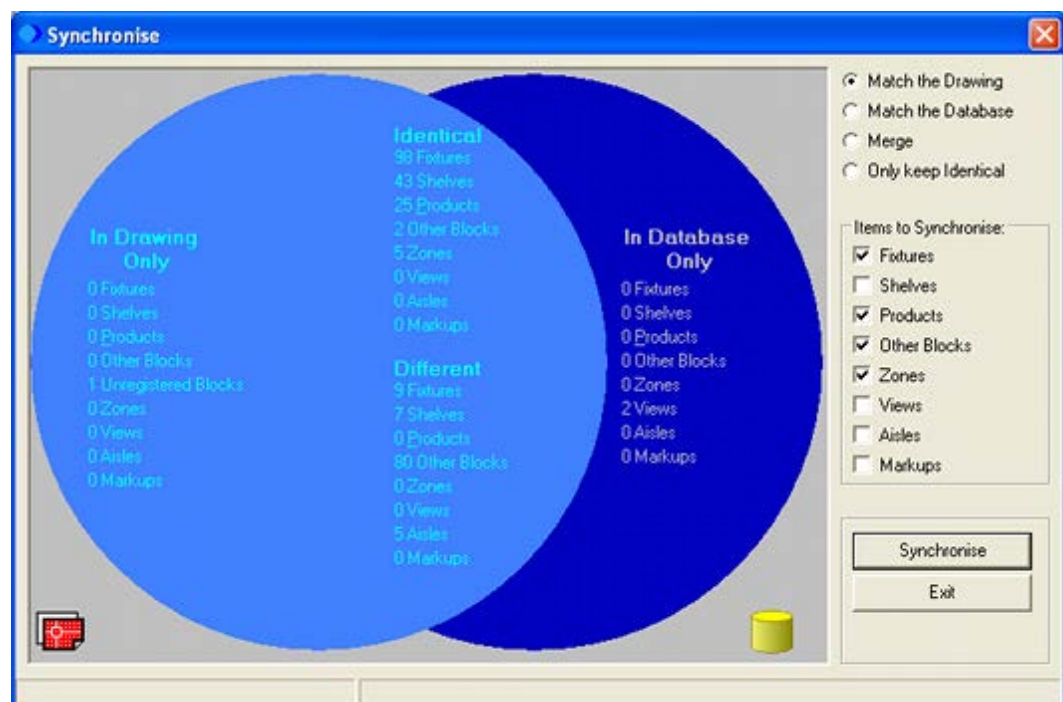 Synchronise
In Drawing
Only
0 Fixtures
0 Shelves
0 Products
0 Other Blocks
1 Unregistered Blocks
0 Zones
0 Views
0 Aisles
0 Markups
Identical
98 Fixtures
43 Shelves
25 Products
2 Other Blocks
5 Zones
0 Views
0 Aisles
0 Markups
Different
9 Fixtures
7 Shelves
0 Products
80 Other Blocks
0 Zones
0 Views
5 Aisles
0 Markups
In Database
Only
0 Fixtures
0 Shelves
0 Products
0 Other Blocks
0 Zones
2 Views
0 Aisles
0 Markups
Match the Drawing
Match the Database
Merge
Only keep Identical
Items to Synchronise:
Fixtures
Shelves
Products
Other Blocks
Zones
Views
Aisles
Markups
Synchronise
Exit